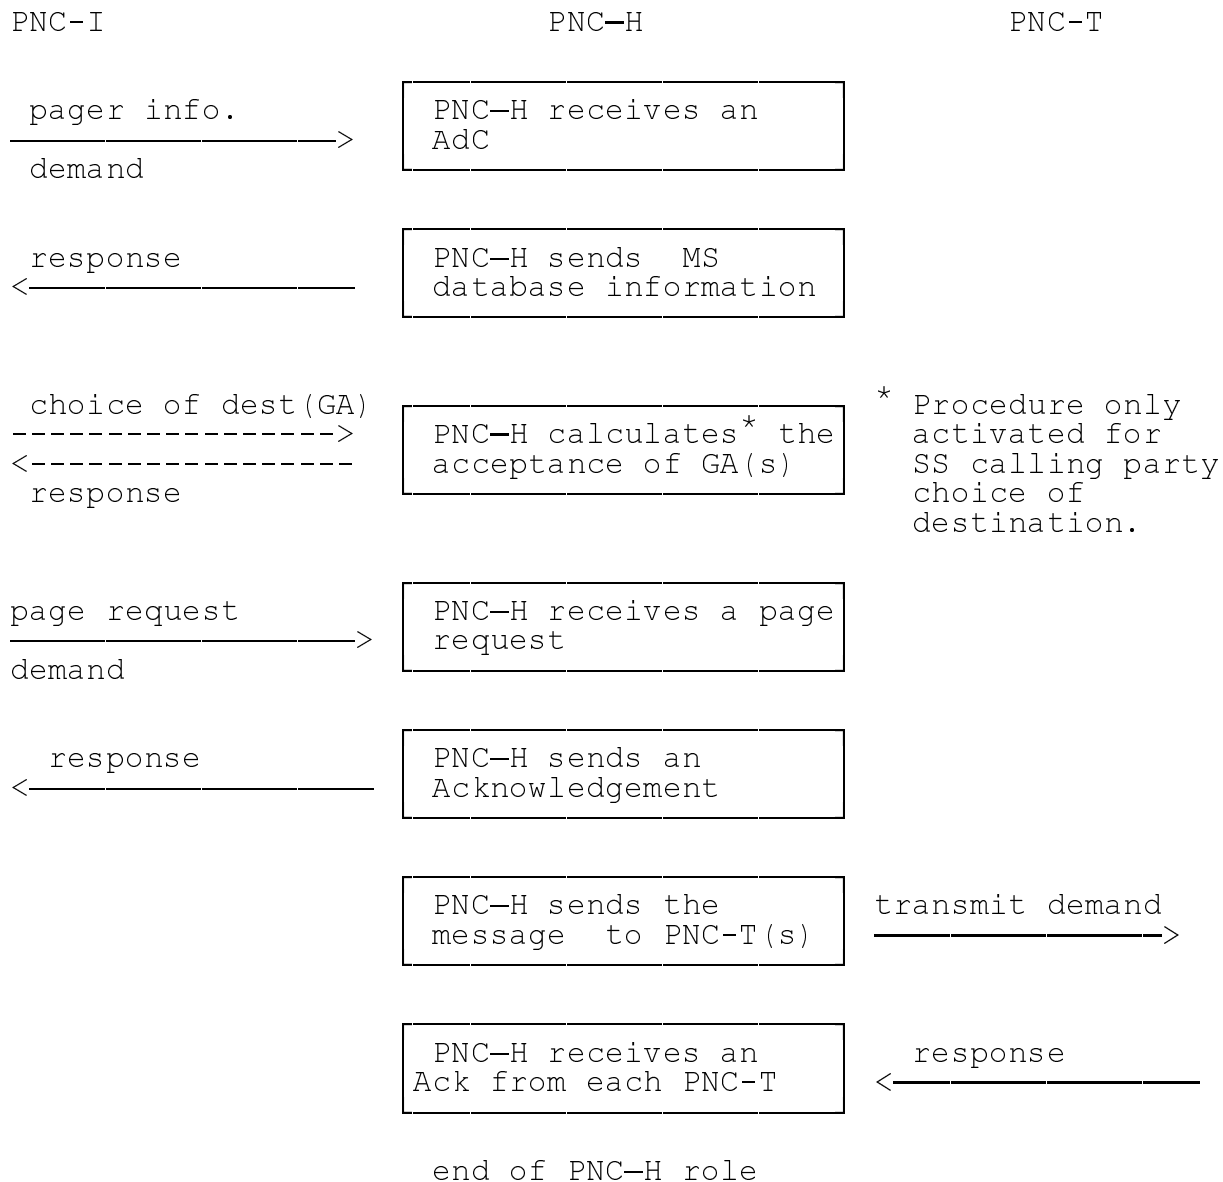 PNC-I PNC-H PNC-T
pager info.
demand
PNC-H receives an
AdC
response
PNC-H sends MS
database information
choice of dest(GA)
response
PNC-H calculates* the
acceptance of GA(s)
* Procedure only
activated for
SS calling party
choice of
destination.
page request
demand
PNC-H receives a page
request
response
PNC-H sends an
Acknowledgement
PNC-H sends the
message to PNC-T(s)
transmit demand
PNC-H receives an
Ack from each PNC-T
response
end of PNC-H role